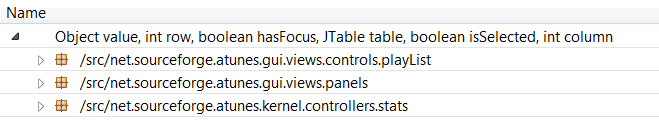 Name
Object value, int row, boolean hasFocus, JTable table, boolean isSelected, int column
/src/net.sourceforge.atunes.gui.views.controls.playList
/src/net.sourceforge.atunes.gui.views.panels
/src/net.sourceforge.atunes.kernel.controllers.stats